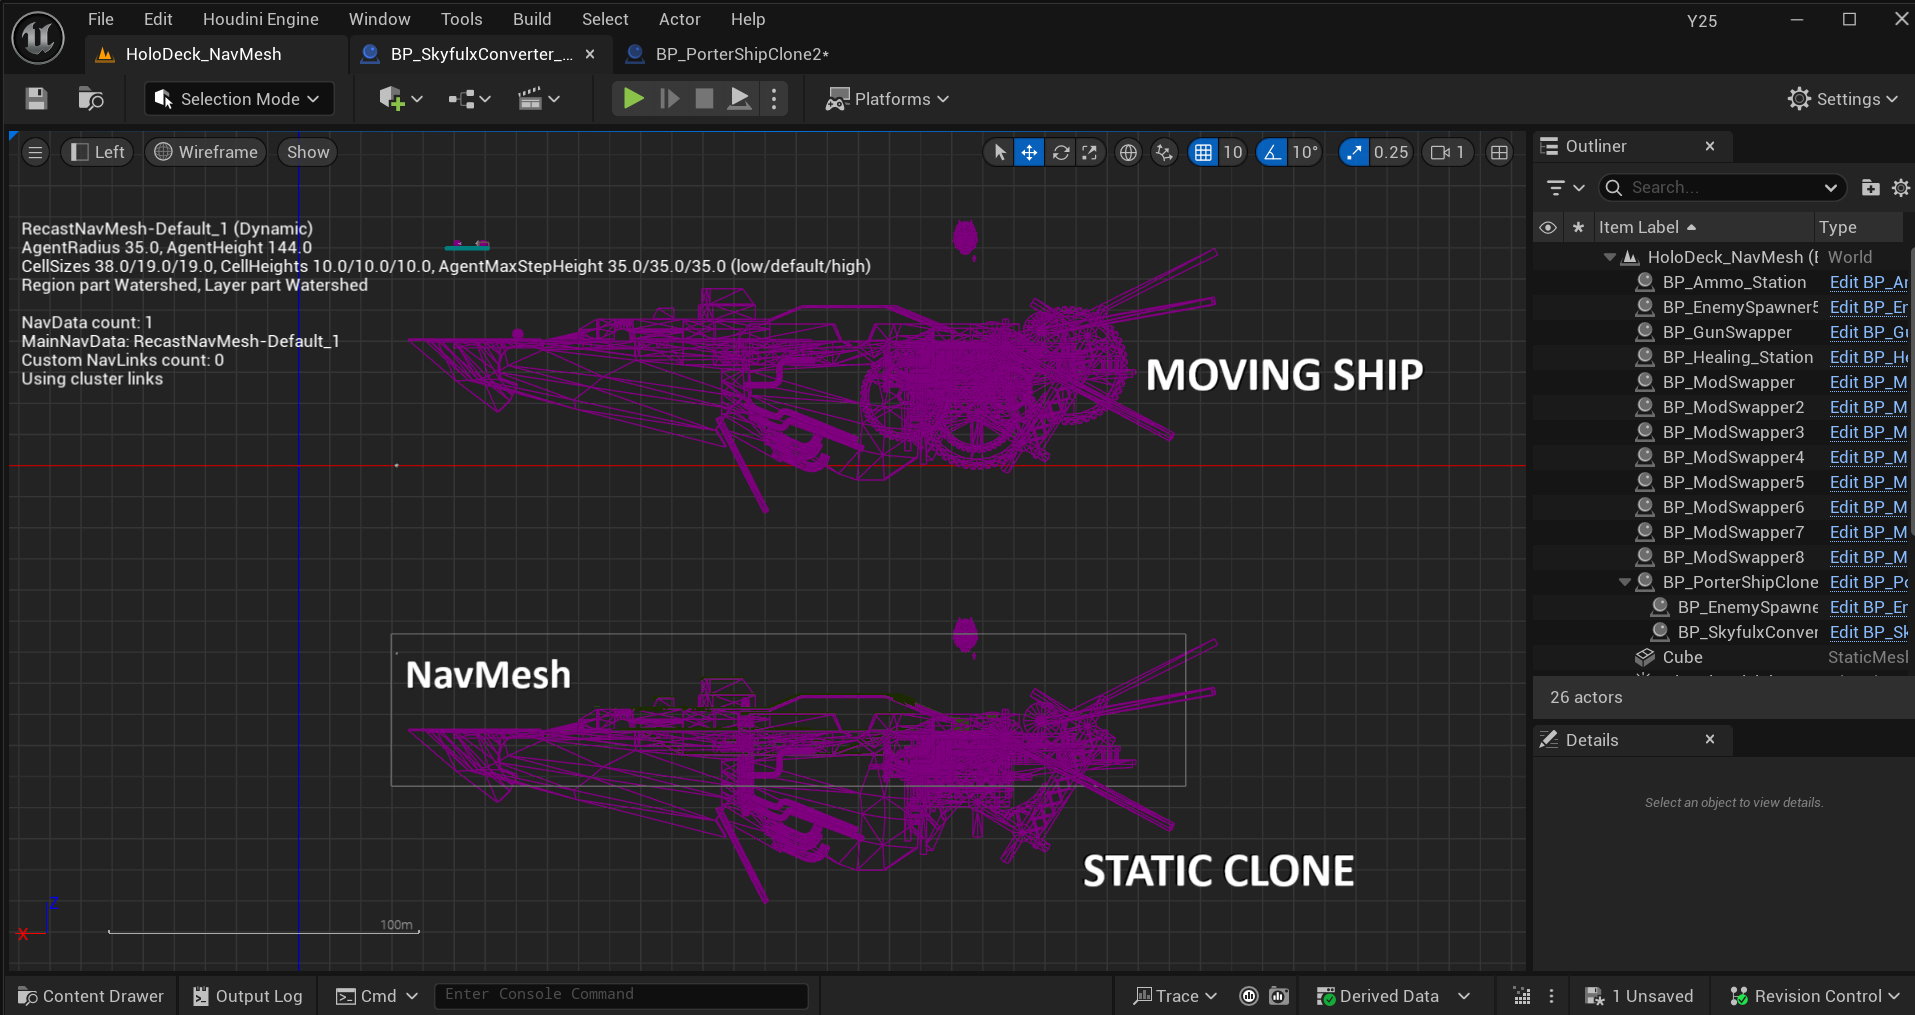 File Edit Houdini Engine Window Tools Build Select Actor Help Y25
HoloDeck_NavMesh BP_SkyfulxConverter_... BP_PorterShipClone2*
Selection Mode Platforms Settings
Left Wireframe Show 10 10° 0.25 1
RecastNavMesh-Default_1 (Dynamic)
AgentRadius 35.0, AgentHeight 144.0
CellSizes 38.0/19.0/19.0, CellHeights 10.0/10.0/10.0, AgentMaxStepHeight 35.0/35.0/35.0 (low/default/high)
Region part Watershed, Layer part Watershed
NavData count: 1
MainNavData: RecastNavMesh-Default_1
Custom NavLinks count: 0
Using cluster links
MOVING SHIP
NavMesh
STATIC CLONE
100m
Z
X
Outliner
Search...
Item Label Type
HoloDeck_NavMesh (E World
BP_Ammo_Station Edit BP_Ar
BP_EnemySpawner5 Edit BP_Er
BP_GunSwapper Edit BP_Gu
BP_Healing_Station Edit BP_He
BP_ModSwapper Edit BP_M
BP_ModSwapper2 Edit BP_M
BP_ModSwapper3 Edit BP_M
BP_ModSwapper4 Edit BP_M
BP_ModSwapper5 Edit BP_M
BP_ModSwapper6 Edit BP_M
BP_ModSwapper7 Edit BP_M
BP_ModSwapper8 Edit BP_M
BP_PorterShipClone Edit BP_Po
BP_EnemySpawne Edit BP_Er
BP_SkyfulxConver Edit BP_Sk
Cube StaticMesl
26 actors
Details
Select an object to view details.
Content Drawer Output Log Cmd Enter Console Command Trace Derived Data 1 Unsaved Revision Control